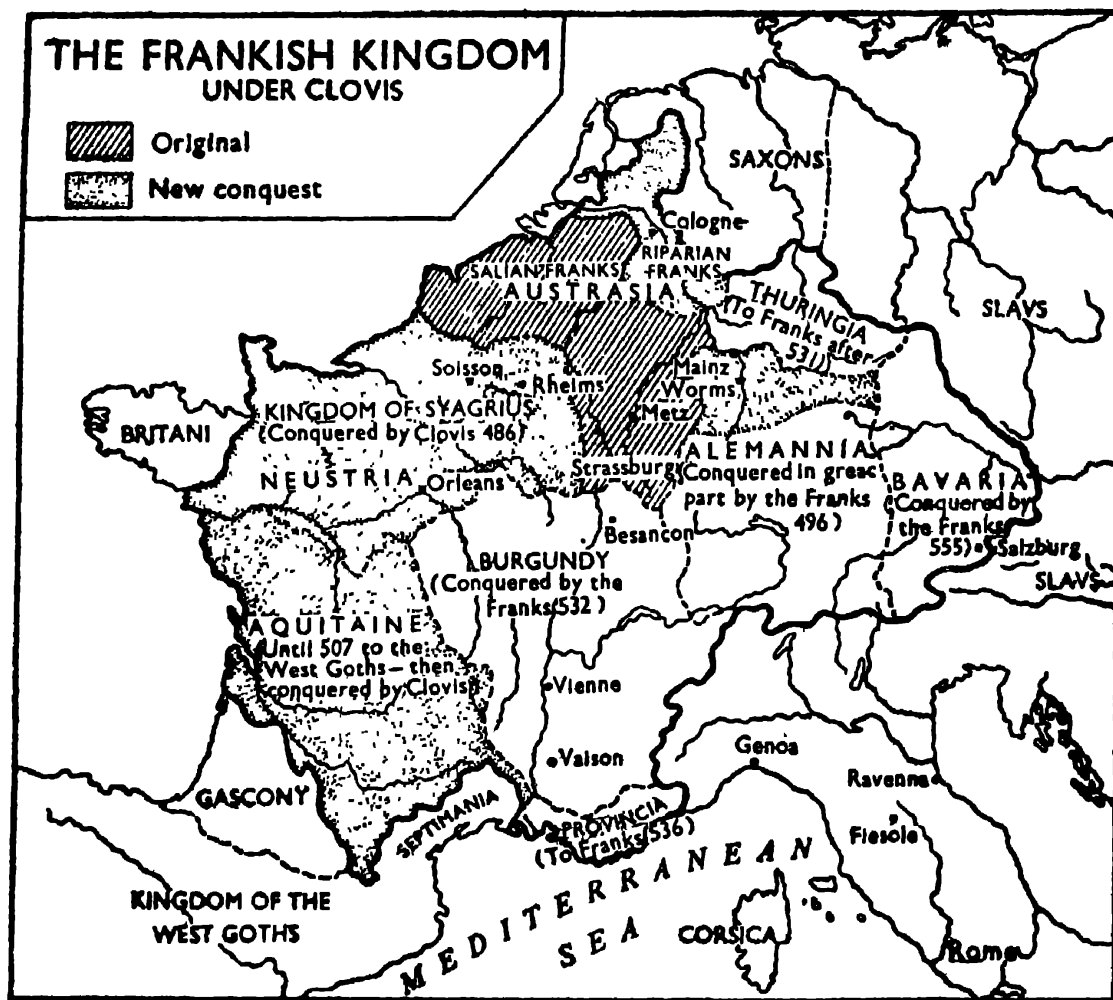 THE FRANKISH KINGDOM
UNDER CLOVIS
Original
New conquest
SAXONS
Cologne
RIPARIAN
FRANKS
SALIAN FRANKS
AUSTRASIA
THURINGIA
(To Franks after
531)
SLAVS
Soisson
Rheims
Mainz
Worms
Metz
KINGDOM OF SYAGRIUS
(Conquered by Clovis 486)
BRITANI
NEUSTRIA
Orleans
Strassburg
ALEMANNIA
Conquered in great
part by the Franks
496)
BAVARIA
(Conquered by
the Franks
555)
Salzburg
SLAVS
Besancon
BURGUNDY
(Conquered by the
Franks 532)
AQUITAINE
Until 507 to the
West Goths—then
conquered by Clovis)
Vienne
Vaison
Genoa
Ravenna
Fiesole
GASCONY
SEPTIMANIA
PROVINCIA
(To Franks 536)
KINGDOM OF THE
WEST GOTHS
MEDITERRANEAN
SEA
CORSICA
Rome